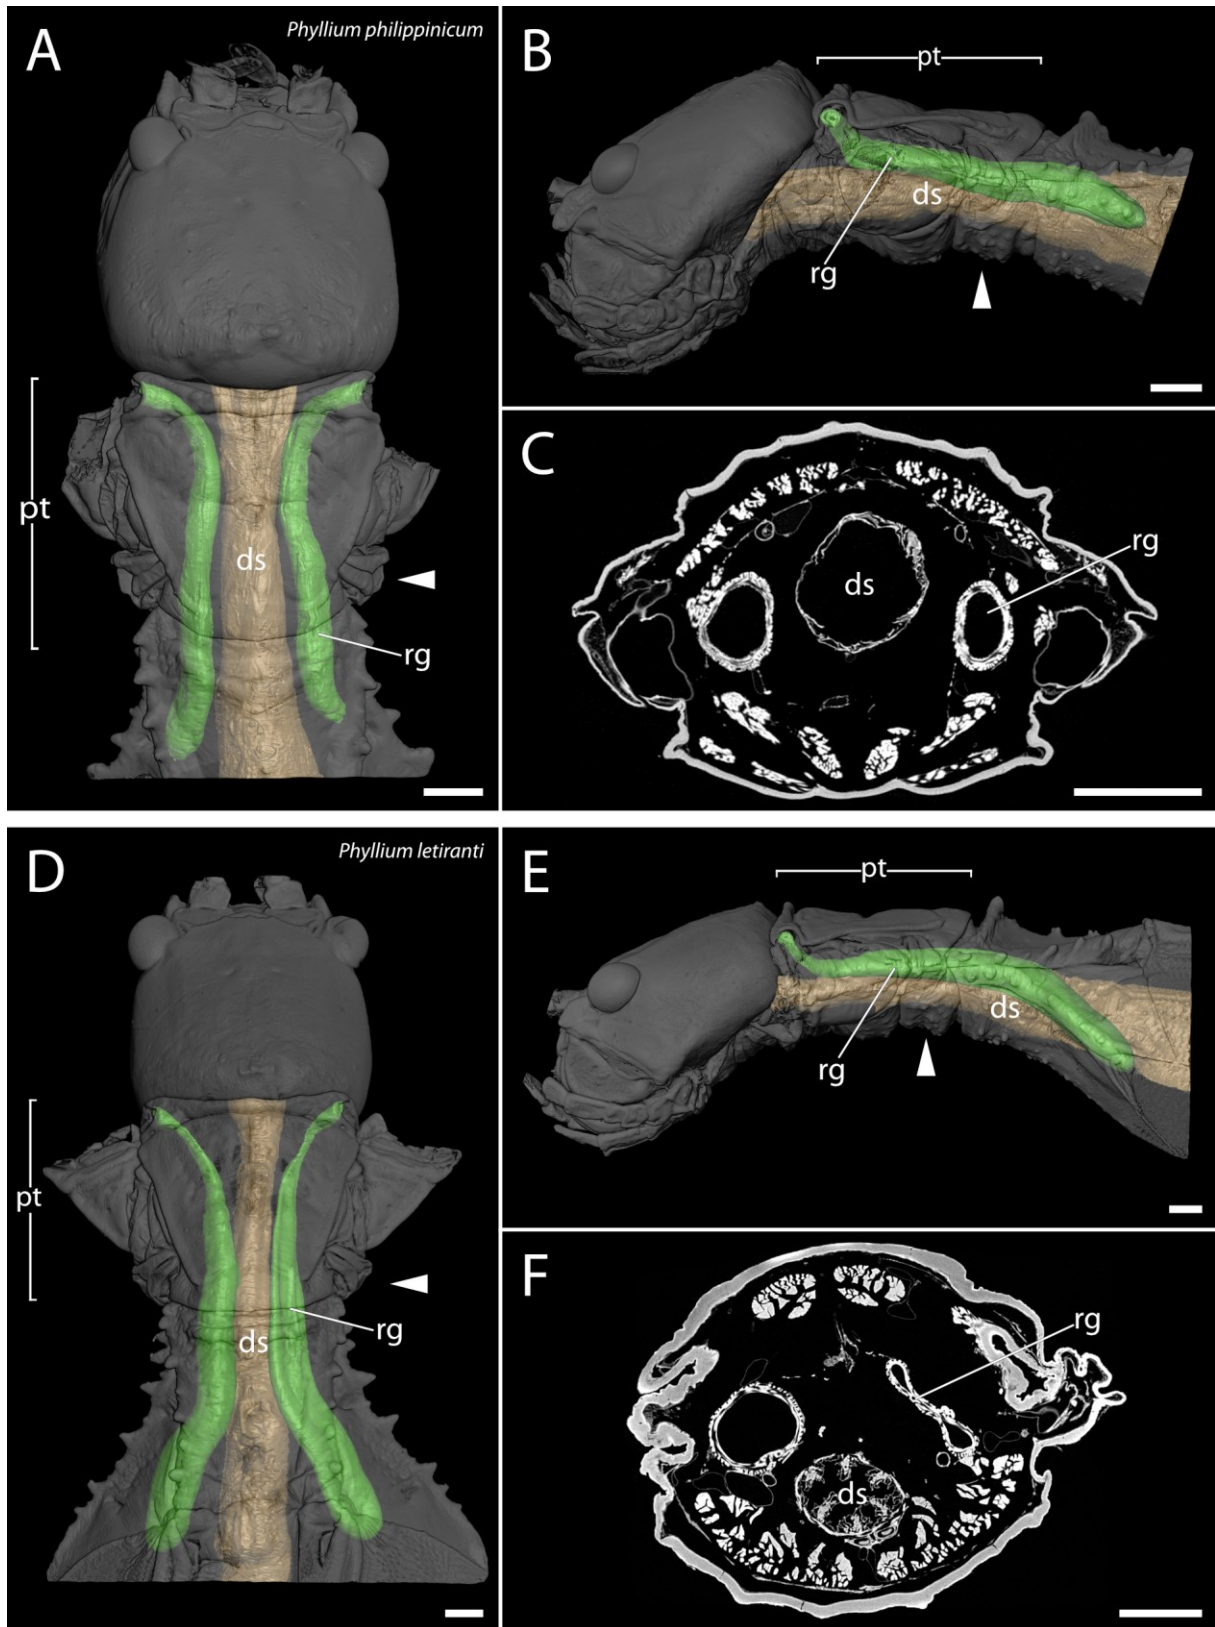 A
Phyllium philippinicum
pt
ds
rg
B
pt
ds
rg
C
rg
ds
D
Phyllium letiranti
pt
rg
ds
E
pt
ds
rg
F
rg
ds